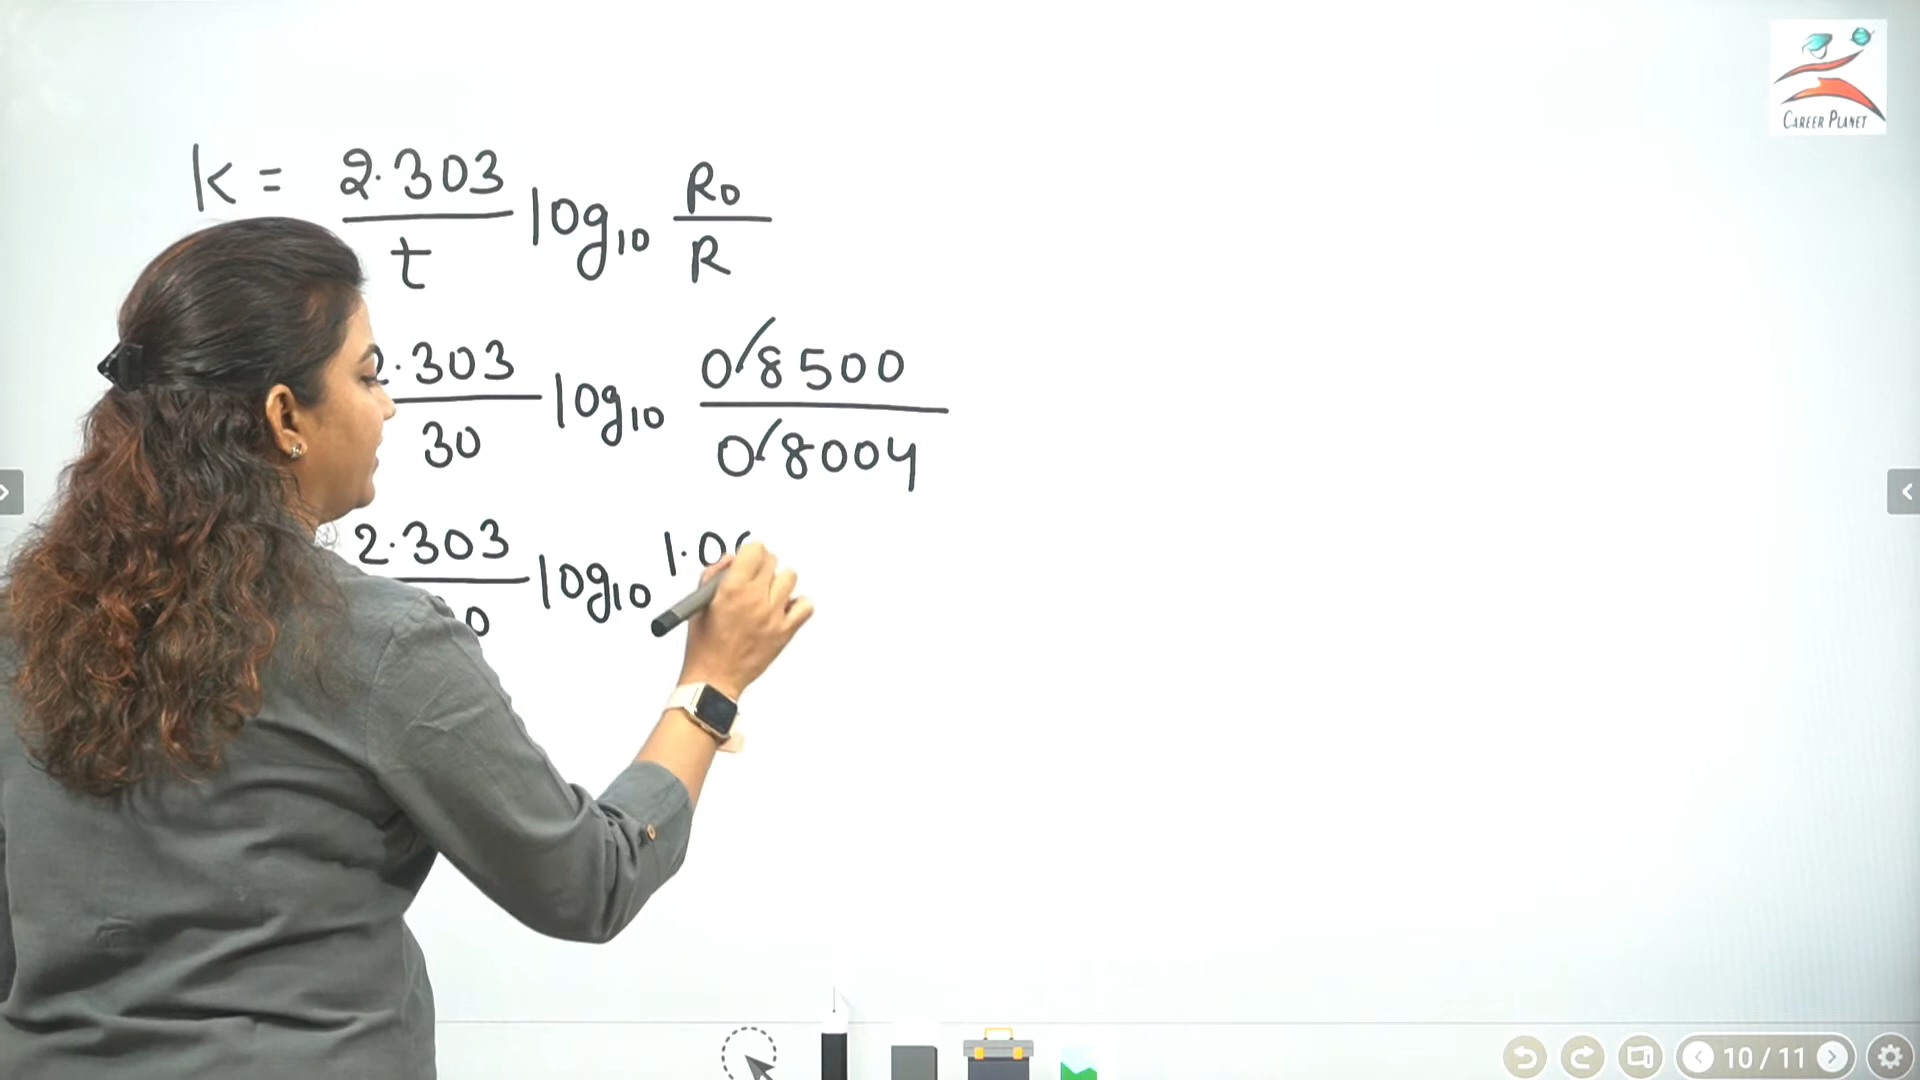 CAREER PLANET
K = 2.303 / t log10 R0 / R
2.303 / 30 log10 0.8500 / 0.8004
2.303 / 0 log10 1.0
10 / 11